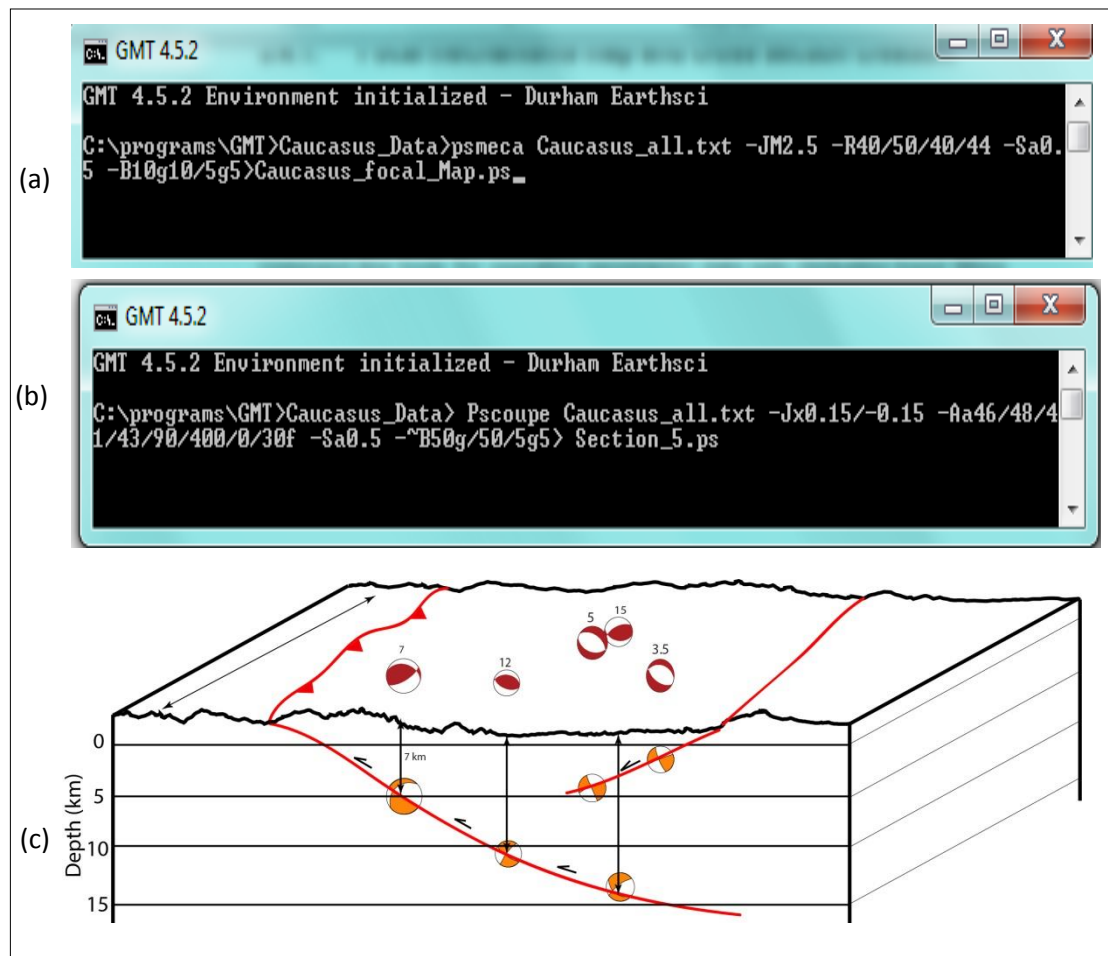 (a)
GMT 4.5.2
GMT 4.5.2 Environment initialized - Durham Earthsci
C:\programs\GMT>Caucasus_Data>psmeca Caucasus_all.txt -JM2.5 -R40/50/40/44 -Sa0.
5 -B10g10/5g5>Caucasus_focal_Map.ps_
(b)
GMT 4.5.2
GMT 4.5.2 Environment initialized - Durham Earthsci
C:\programs\GMT>Caucasus_Data> Pscoupe Caucasus_all.txt -Jx0.15/-0.15 -Aa46/48/4
1/43/90/400/0/30f -Sa0.5 -^B50g/50/5g5> Section_5.ps
(c)
5
15
7
12
3.5
0
7 km
5
10
15
Depth (km)